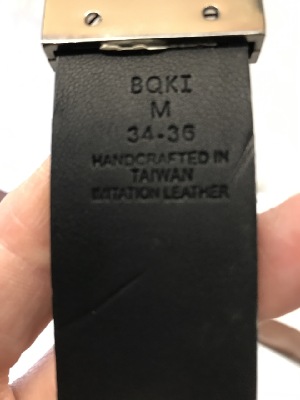 BQKI
M
34-36
HANDCRAFTED IN
TAIWAN
IMITATION LEATHER